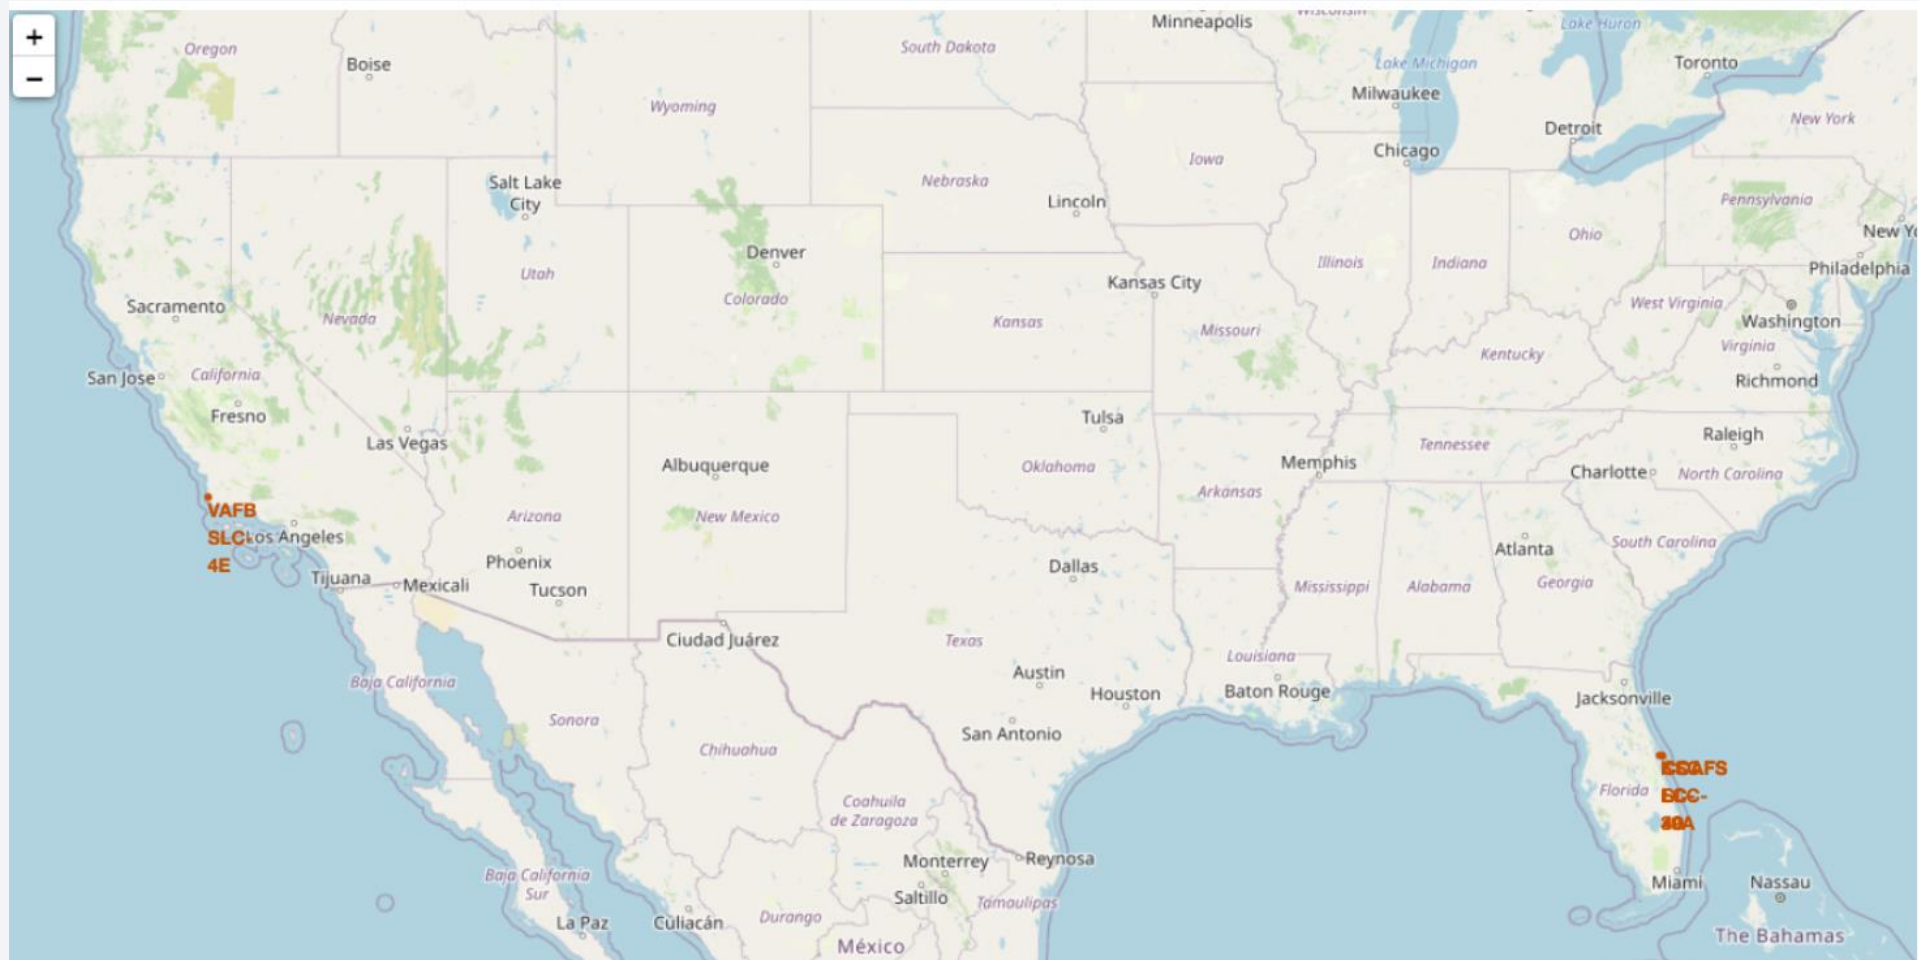 +
−
Minneapolis
Oregon
South Dakota
Lake Huron
Boise
Lake Michigan
Toronto
Milwaukee
Wyoming
New York
Detroit
Chicago
Iowa
Salt Lake
City
Nebraska
Lincoln
Pennsylvania
New Yo
Ohio
Denver
Philadelphia
Utah
Illinois
Indiana
Kansas City
Colorado
West Virginia
Sacramento
Nevada
Kansas
Missouri
Washington
Virginia
Kentucky
San Jose
California
Richmond
Fresno
Tulsa
Las Vegas
Raleigh
Tennessee
Albuquerque
Oklahoma
Memphis
Charlotte
North Carolina
Arkansas
VAFB
SLC-
4E
Los Angeles
Arizona
New Mexico
South Carolina
Atlanta
Phoenix
Dallas
Tijuana
Mexicali
Tucson
Mississippi
Alabama
Georgia
Ciudad Juárez
Texas
Louisiana
Austin
Baja California
Houston
Baton Rouge
Jacksonville
Sonora
San Antonio
Chihuahua
Florida
Coahuila
de Zaragoza
Monterrey
Reynosa
Baja California
Sur
Saltillo
Tamaulipas
Miami
Nassau
La Paz
Culiacán
Durango
México
The Bahamas